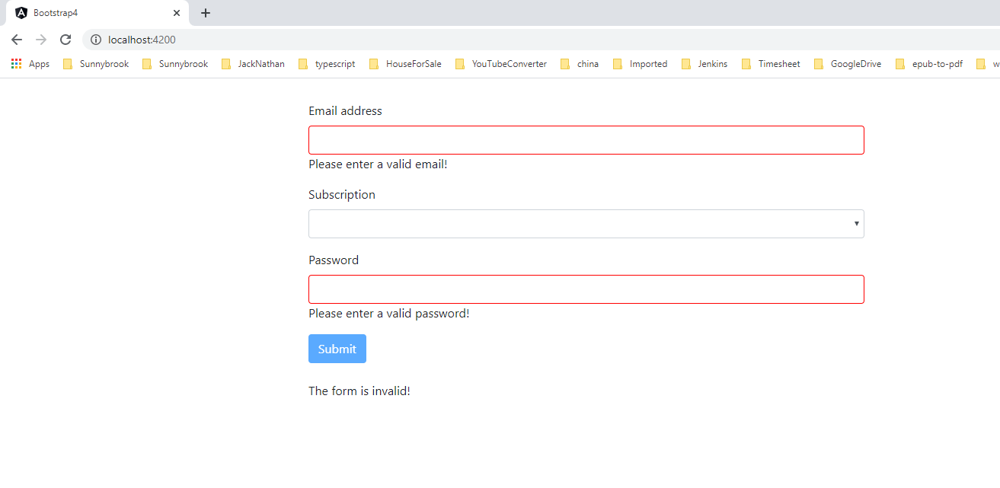 Bootstrap4
localhost:4200
Apps Sunnybrook Sunnybrook JackNathan typescript HouseForSale YouTubeConverter china Imported Jenkins Timesheet GoogleDrive epub-to-pdf w
Email address
Please enter a valid email!
Subscription
Password
Please enter a valid password!
Submit
The form is invalid!